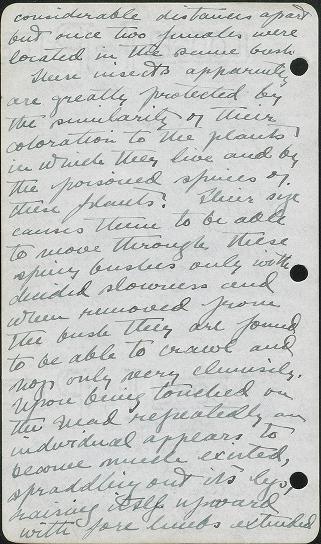 considerable distances apart
but once two females were
located in the same bush
These insects apparently
are greatly protected by
the similarity of their
coloration to the plants
in which they live and by
the poisoned spines of
these plants. Their size
causes them to be able
to move through these
spiny bushes only with
decided slowness and
when removed from
the bush they are found
to be able to crawl and
hop only very clumsily.
Upon being touched on
the head repeatedly an
individual appears to
become much excited,
spraddling out its legs,
raising itself upward
with fore limbs extended